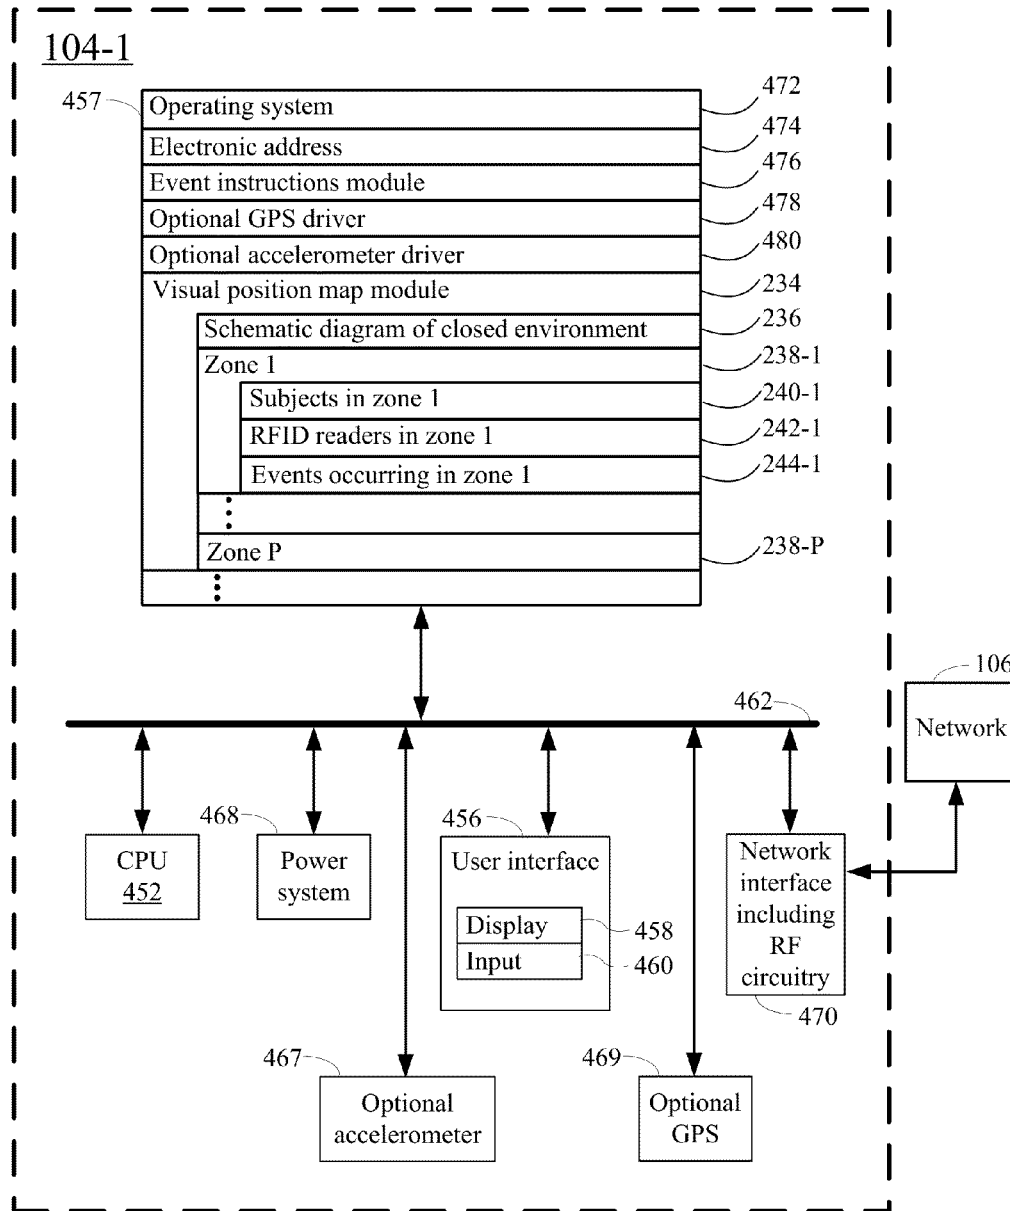 104-1
457
Operating system
472
Electronic address
474
Event instructions module
476
Optional GPS driver
478
Optional accelerometer driver
480
Visual position map module
234
Schematic diagram of closed environment
236
Zone 1
238-1
Subjects in zone 1
240-1
RFID readers in zone 1
242-1
Events occurring in zone 1
244-1
Zone P
238-P
462
106
Network
CPU
452
468
Power
system
456
User interface
Display
458
Input
460
Network
interface
including
RF
circuitry
470
467
Optional
accelerometer
469
Optional
GPS